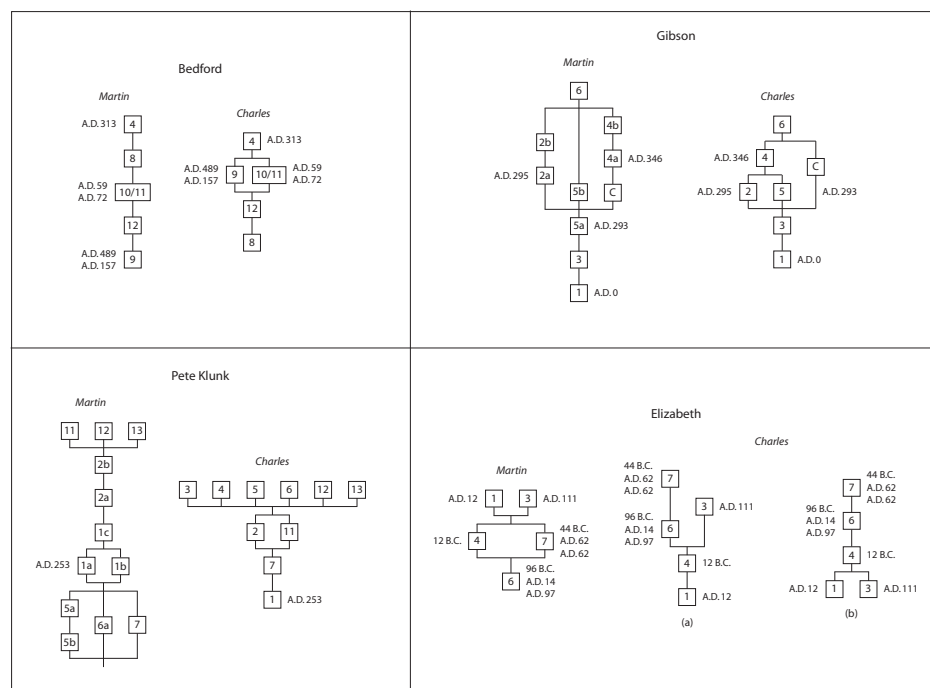 Bedford
Martin
A.D. 313
4
8
A.D. 59
A.D. 72
10/11
12
A.D. 489
A.D. 157
9
Charles
4
A.D. 313
A.D. 489
A.D. 157
9
10/11
A.D. 59
A.D. 72
12
8
Gibson
Martin
6
2b
4b
A.D. 295
2a
4a
A.D. 346
5b
C
5a
A.D. 293
3
1
A.D. 0
Charles
6
A.D. 346
4
C
A.D. 295
2
5
A.D. 293
3
1
A.D. 0
Pete Klunk
Martin
11
12
13
2b
2a
1c
A.D. 253
1a
1b
5a
6a
7
5b
Charles
3
4
5
6
12
13
2
11
7
1
A.D. 253
Elizabeth
Martin
A.D. 12
1
3
A.D. 111
12 B.C.
4
7
44 B.C.
A.D. 62
A.D. 62
6
96 B.C.
A.D. 14
A.D. 97
Charles
44 B.C.
A.D. 62
A.D. 62
7
3
A.D. 111
96 B.C.
A.D. 14
A.D. 97
6
4
12 B.C.
1
A.D. 12
(a)
7
44 B.C.
A.D. 62
A.D. 62
96 B.C.
A.D. 14
A.D. 97
6
4
12 B.C.
A.D. 12
1
3
A.D. 111
(b)